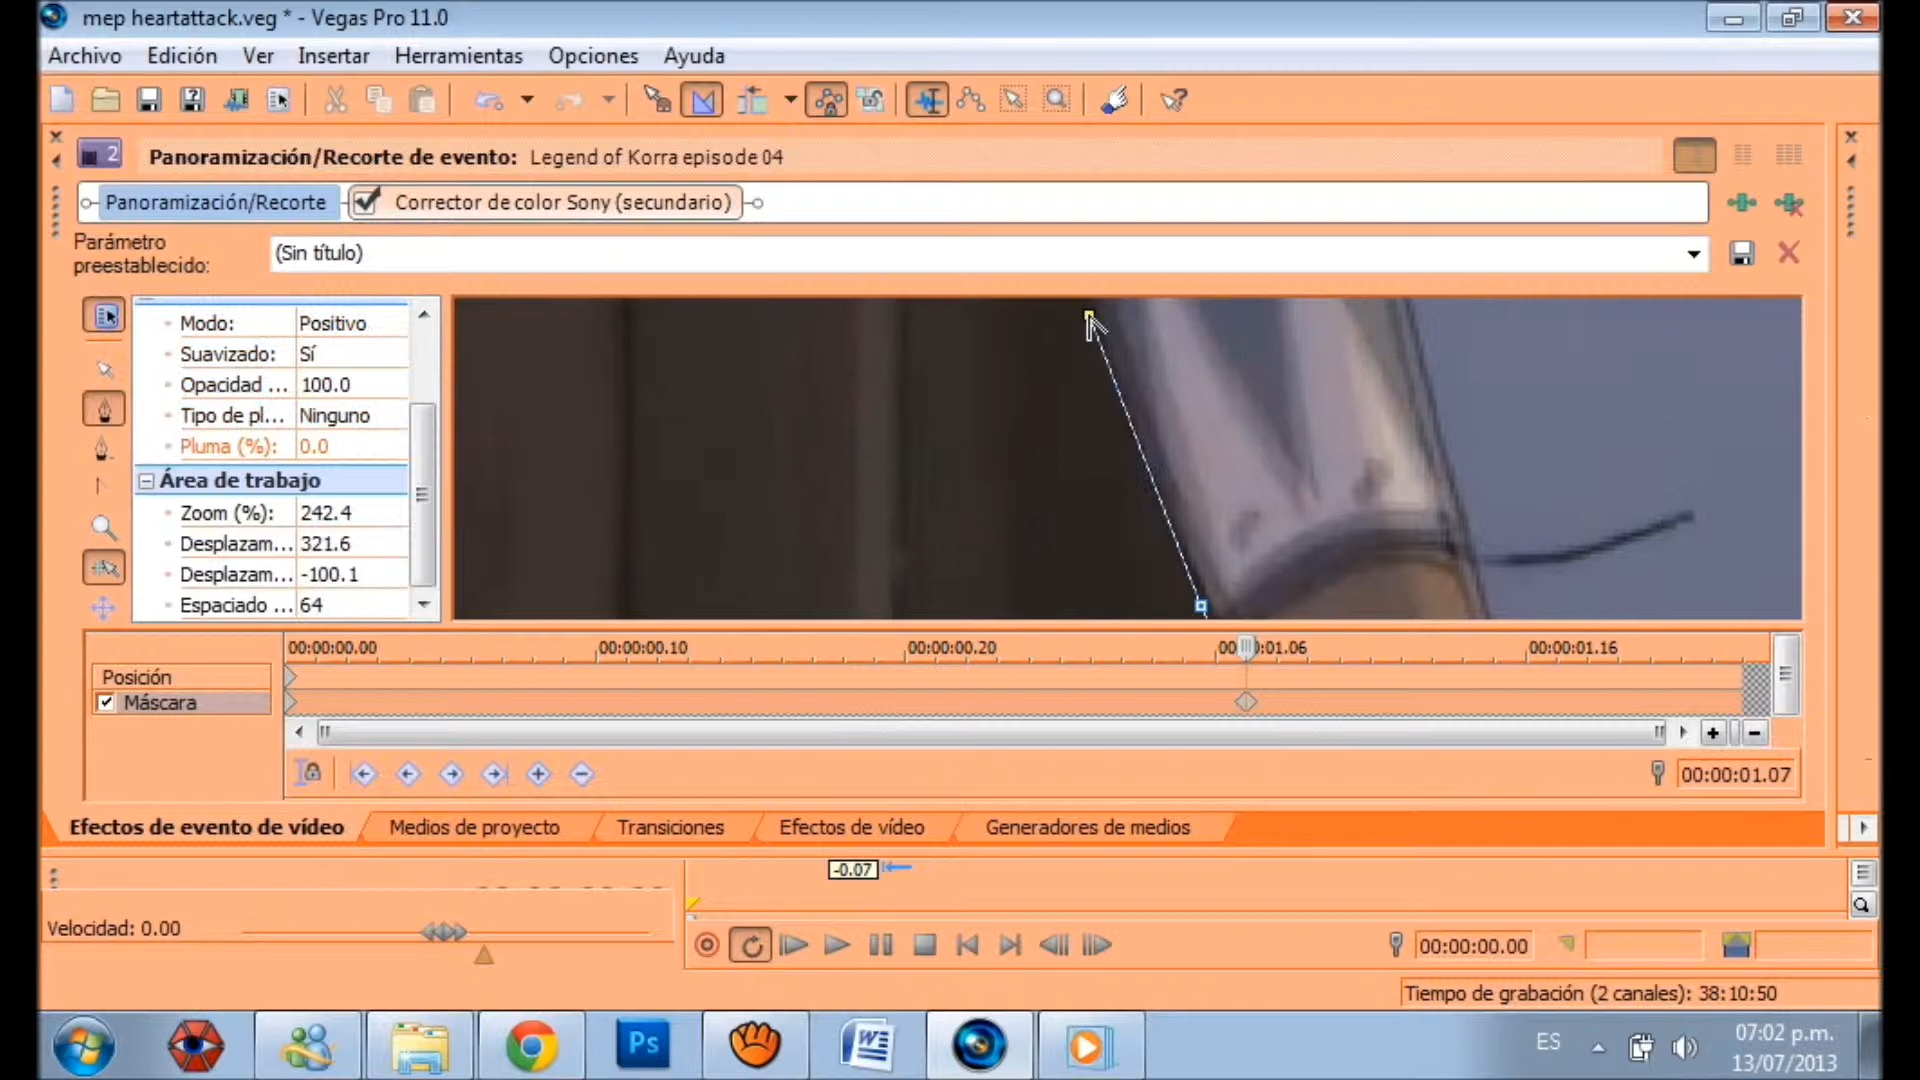 mep heartattack.veg * - Vegas Pro 11.0
Archivo Edición Ver Insertar Herramientas Opciones Ayuda
2 Panoramización/Recorte de evento: Legend of Korra episode 04
Panoramización/Recorte Corrector de color Sony (secundario)
Parámetro preestablecido: (Sin título)
Modo: Positivo
Suavizado: Sí
Opacidad ... 100.0
Tipo de pl... Ninguno
Pluma (%): 0.0
Área de trabajo
Zoom (%): 242.4
Desplazam... 321.6
Desplazam... -100.1
Espaciado ... 64
00:00:00.00 00:00:00.10 00:00:00.20 00:00:01.16
Posición
Máscara
00:00:01.07
Efectos de evento de vídeo Medios de proyecto Transiciones Efectos de vídeo Generadores de medios
-0.07
Velocidad: 0.00
00:00:00.00
Tiempo de grabación (2 canales): 38:10:50
Ps
ES
07:02 p.m.
13/07/2013